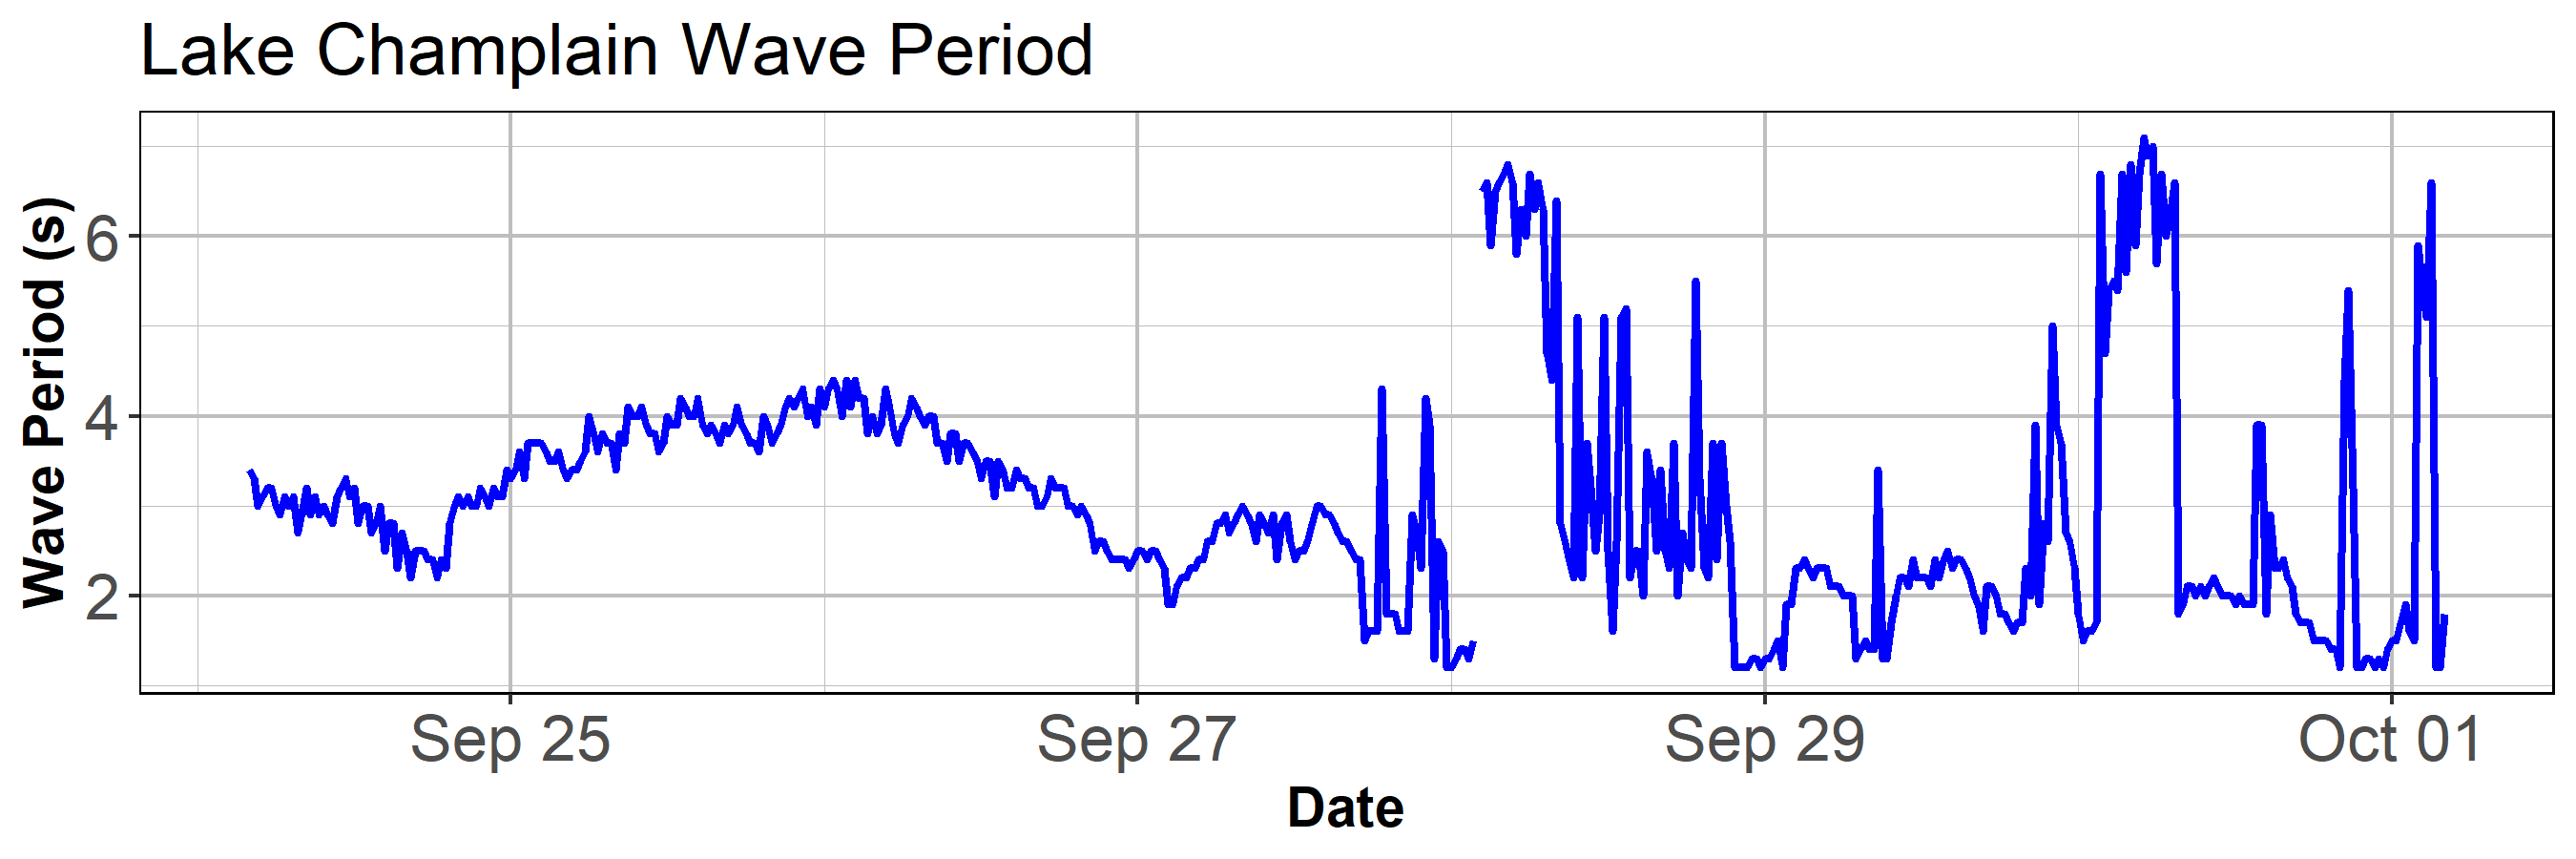 Lake Champlain Wave Period
Wave Period (s)
6
4
2
Sep 25 Sep 27 Sep 29 Oct 01
Date